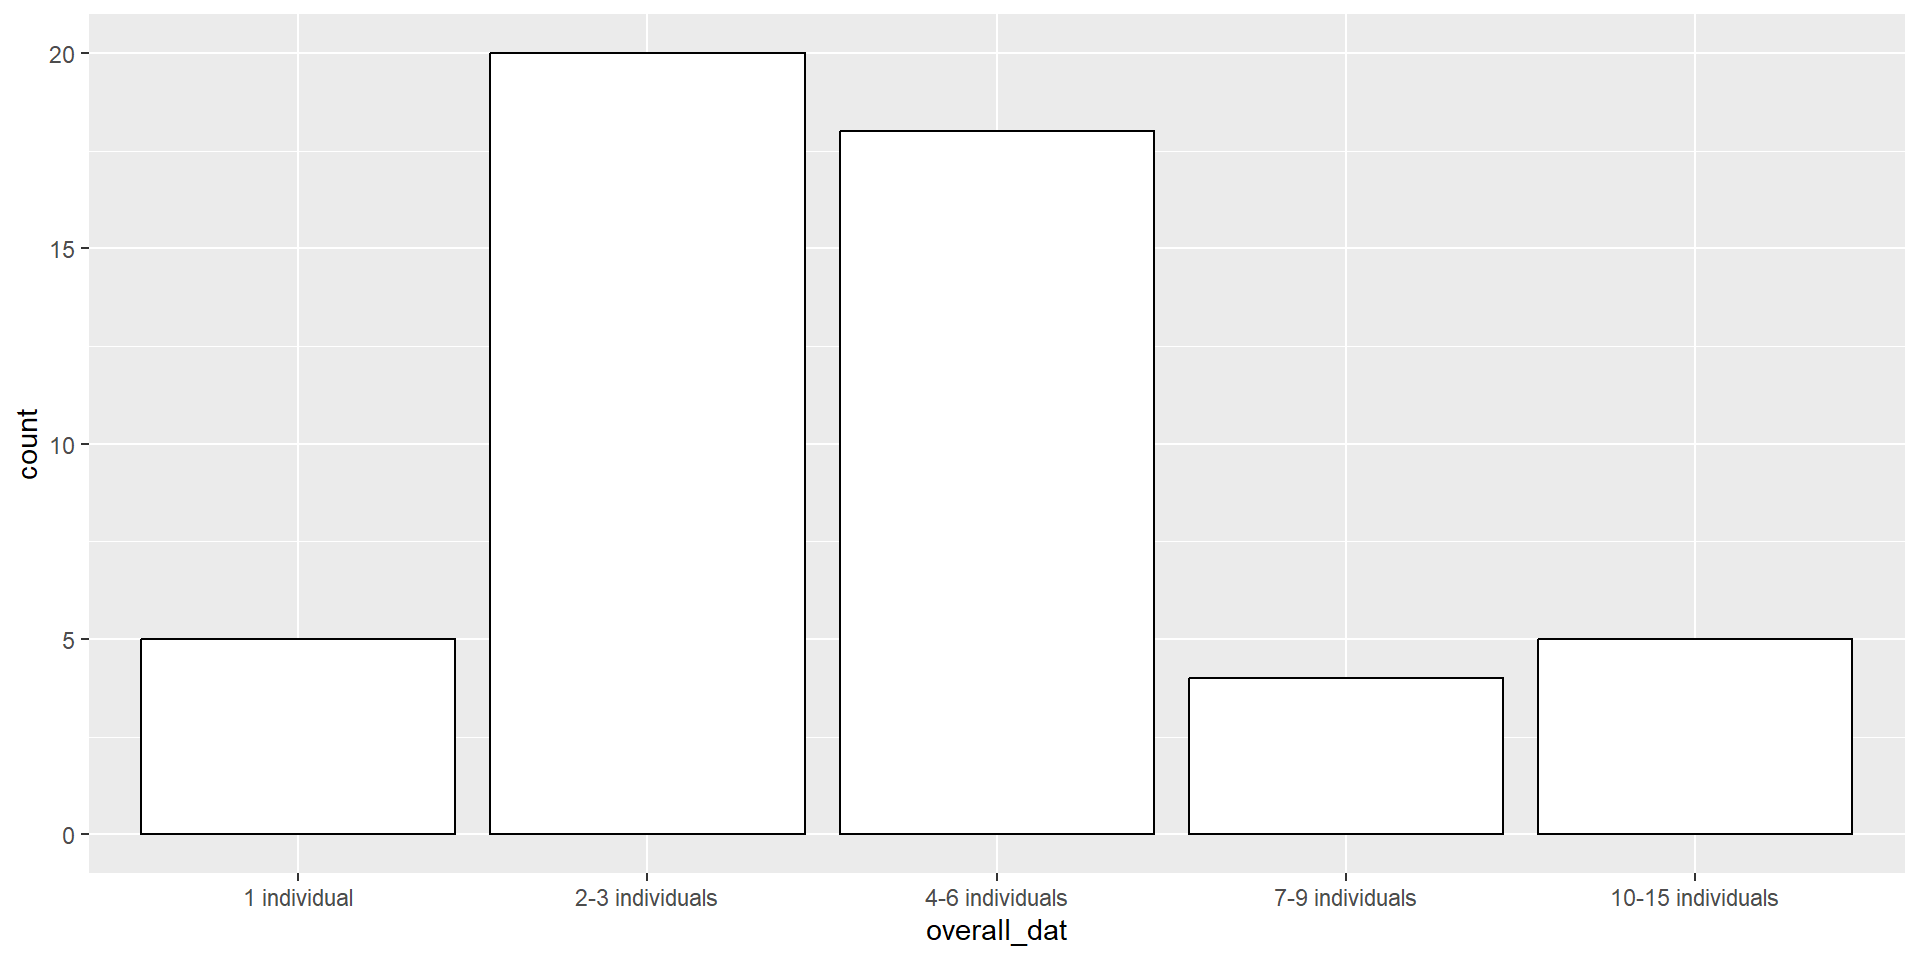 20
15
10
5
0
count
1 individual
2-3 individuals
4-6 individuals
7-9 individuals
10-15 individuals
overall_dat